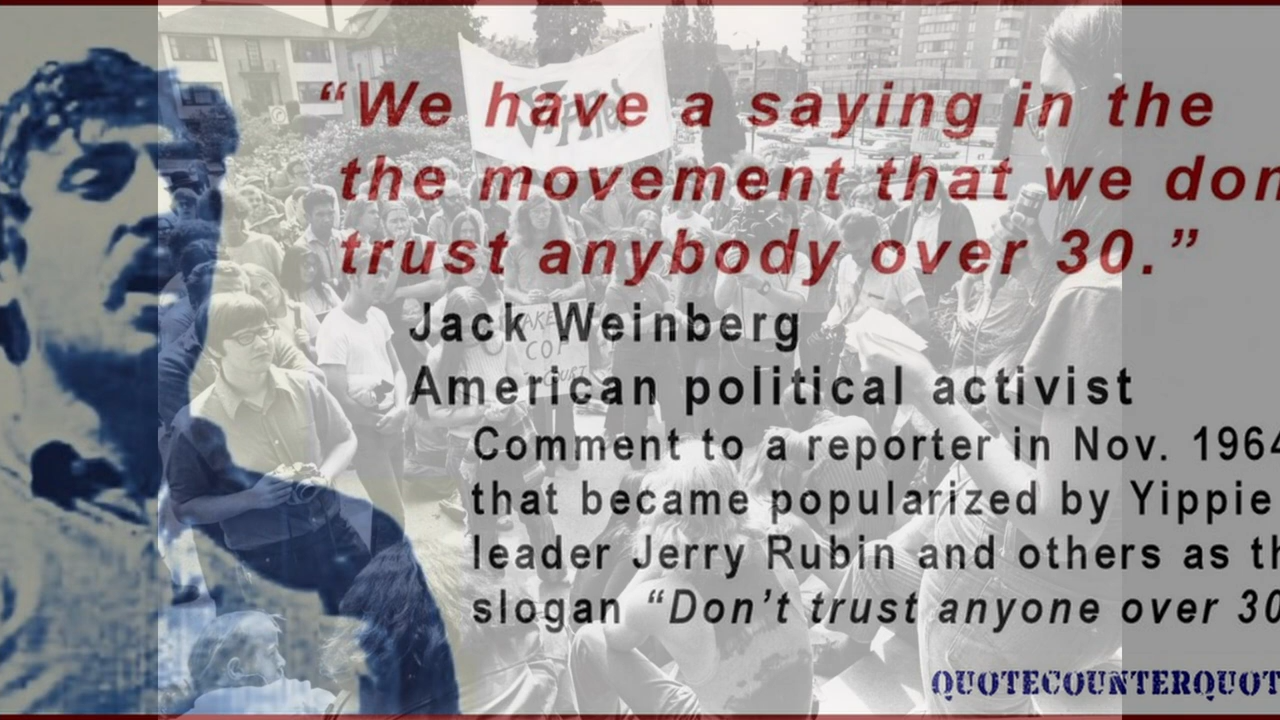 “We have a saying in the
the movement that we don
trust anybody over 30.”
Jack Weinberg
American political activist
Comment to a reporter in Nov. 1964
that became popularized by Yippie
leader Jerry Rubin and others as th
slogan “Don’t trust anyone over 30
QUOTECOUNTERQUOT